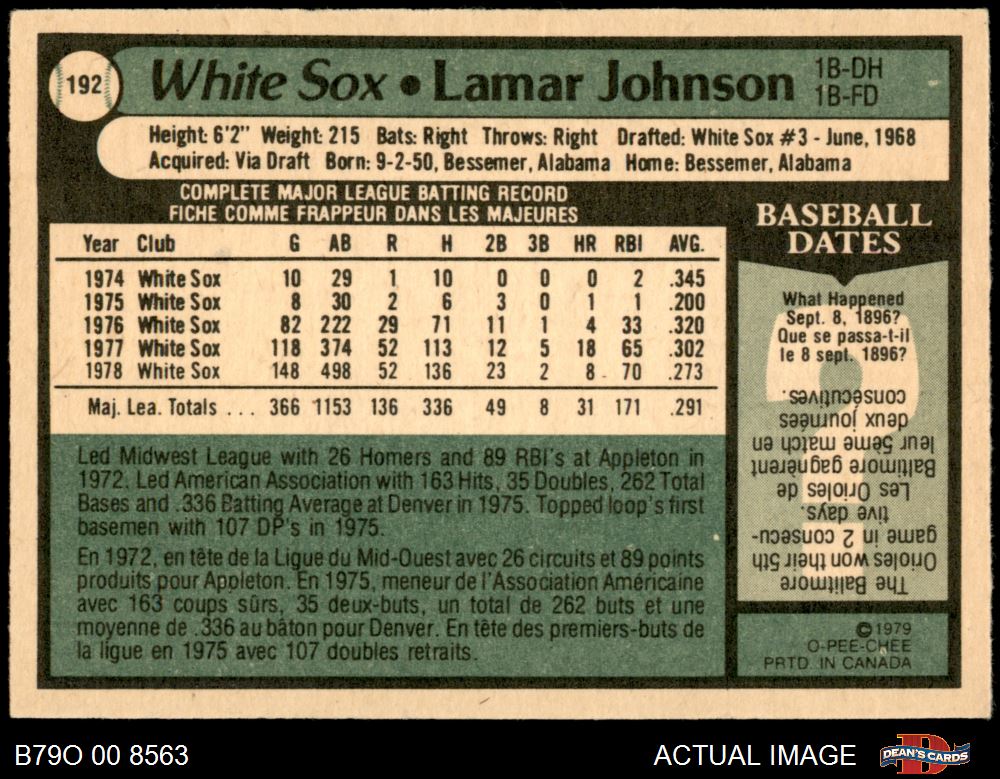 192
White Sox • Lamar Johnson 1B-DH
1B-FD
Height: 6'2" Weight: 215 Bats: Right Throws: Right Drafted: White Sox #3 - June, 1968
Acquired: Via Draft Born: 9-2-50, Bessemer, Alabama Home: Bessemer, Alabama
COMPLETE MAJOR LEAGUE BATTING RECORD
FICHE COMME FRAPPEUR DANS LES MAJEURES
Year Club G AB R H 2B 3B HR RBI AVG.
1974 White Sox 10 29 1 10 0 0 0 2 .345
1975 White Sox 8 30 2 6 3 0 1 1 .200
1976 White Sox 82 222 29 71 11 1 4 33 .320
1977 White Sox 118 374 52 113 12 5 18 65 .302
1978 White Sox 148 498 52 136 23 2 8 70 .273
Maj. Lea. Totals ... 366 1153 136 336 49 8 31 171 .291
Led Midwest League with 26 Homers and 89 RBI's at Appleton in
1972. Led American Association with 163 Hits, 35 Doubles, 262 Total
Bases and .336 Batting Average at Denver in 1975. Topped loop's first
basemen with 107 DP's in 1975.
En 1972, en tête de la Ligue du Mid-Ouest avec 26 circuits et 89 points
produits pour Appleton. En 1975, meneur de l'Association Américaine
avec 163 coups sûrs, 35 deux-buts, un total de 262 buts et une
moyenne de .336 au bâton pour Denver. En tête des premiers-buts de
la ligue en 1975 avec 107 doubles retraits.
BASEBALL
DATES
What Happened
Sept. 8, 1896?
Que se passa-t-il
le 8 sept. 1896?
The Baltimore
Orioles won their 5th
game in 2 consecu-
tive days.
Les Orioles de
Baltimore gagnèrent
leur 5ème match en
deux journées
consécutives.
©1979
O-PEE-CHEE
PRTD. IN CANADA
B79O 00 8563
ACTUAL IMAGE
DEAN'S CARDS